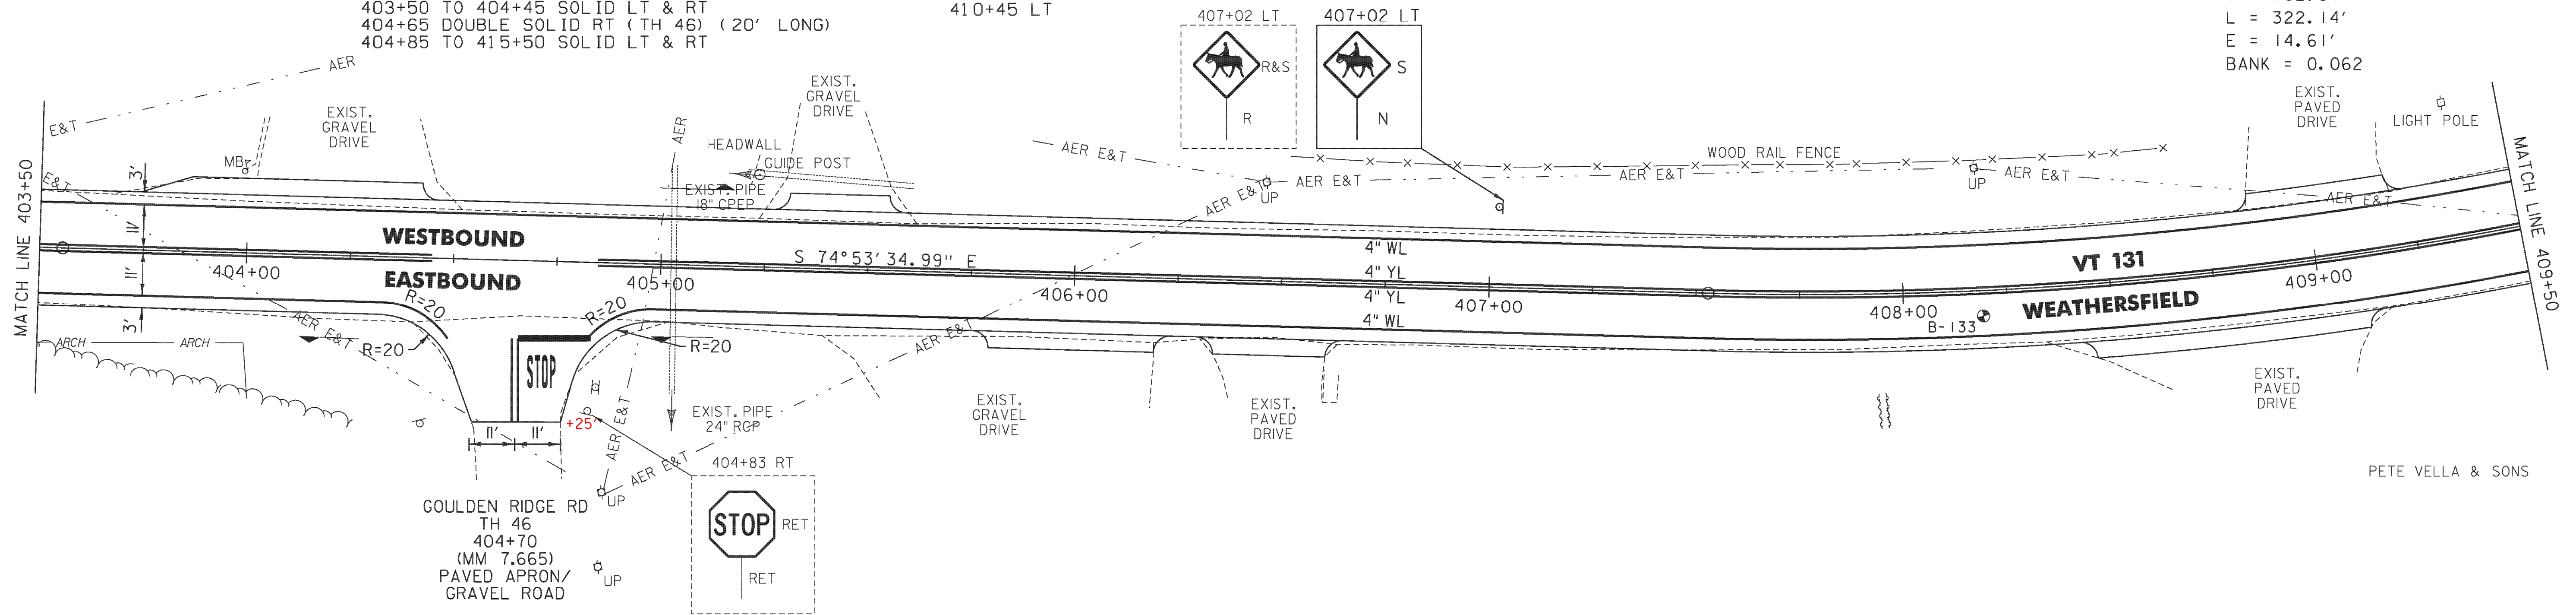 403+50 TO 404+45 SOLID LT & RT
404+65 DOUBLE SOLID RT (TH 46) (20' LONG)
404+85 TO 415+50 SOLID LT & RT
410+45 LT
407+02 LT
R&S
R
407+02 LT
S
N
L = 322.14'
E = 14.61'
BANK = 0.062
AER
E&T
E&T
MATCH LINE 403+50
3'
MB
EXIST.
GRAVEL
DRIVE
AER
HEADWALL
GUIDE POST
EXIST. PIPE
18" CPEP
EXIST.
GRAVEL
DRIVE
AER E&T
AER E&T
UP
AER E&T
WOOD RAIL FENCE
AER E&T
UP
AER E&T
EXIST.
PAVED
DRIVE
LIGHT POLE
AER E&T
MATCH LINE 409+50
11'
11'
3'
WESTBOUND
EASTBOUND
404+00
405+00
S 74°53'34.99" E
406+00
4" WL
4" YL
4" YL
4" WL
407+00
408+00
409+00
VT 131
WEATHERSFIELD
B-133
ARCH
ARCH
AER E&T
R=20
R=20
R=20
R=20
STOP
+25'
11'
11'
AER E&T
AER E&T
AER E&T
EXIST. PIPE
24" RCP
EXIST.
GRAVEL
DRIVE
EXIST.
PAVED
DRIVE
EXIST.
PAVED
DRIVE
PETE VELLA & SONS
GOULDEN RIDGE RD
TH 46
404+70
(MM 7.665)
PAVED APRON/
GRAVEL ROAD
UP
UP
404+83 RT
STOP
RET
RET